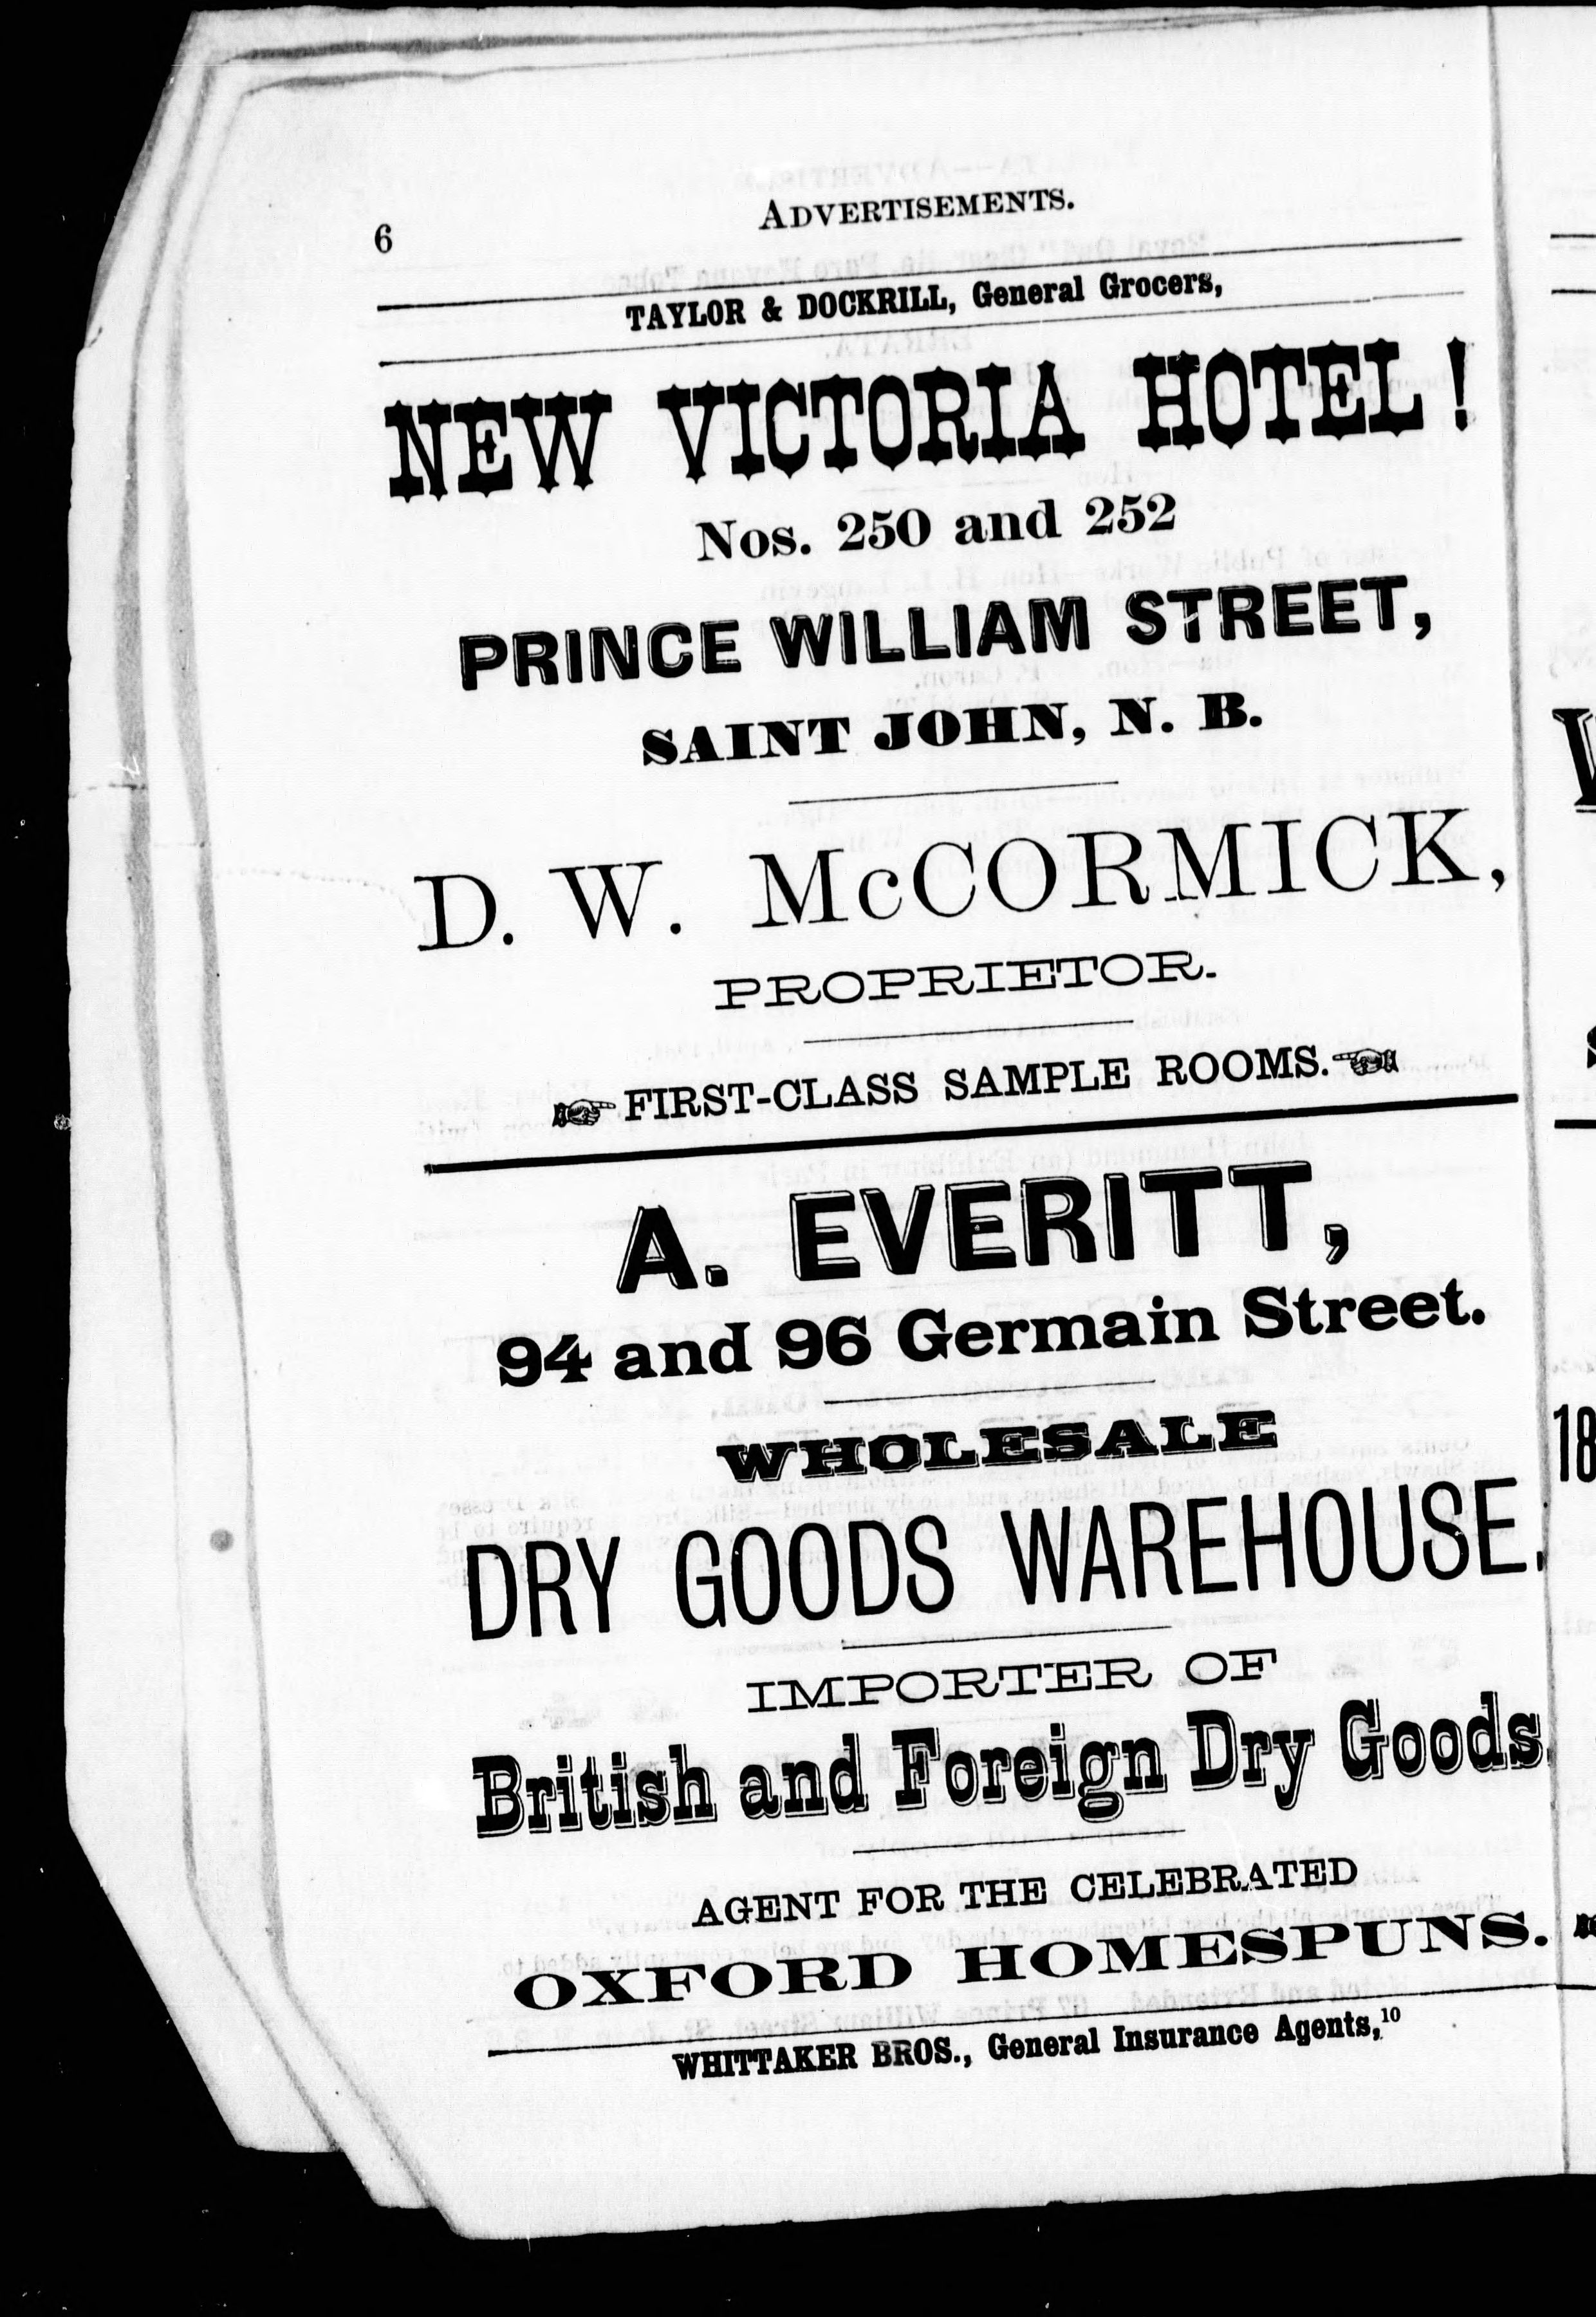 6
ADVERTISEMENTS.
TAYLOR & DOCKRILL, General Grocers,
NEW VICTORIA HOTEL!
Nos. 250 and 252
PRINCE WILLIAM STREET,
SAINT JOHN, N. B.
D. W. McCORMICK,
PROPRIETOR.
☞ FIRST-CLASS SAMPLE ROOMS. ☜
A. EVERITT,
94 and 96 Germain Street.
WHOLESALE
DRY GOODS WAREHOUSE.
IMPORTER OF
British and Foreign Dry Goods.
AGENT FOR THE CELEBRATED
OXFORD HOMESPUNS.
WHITTAKER BROS., General Insurance Agents,10
18